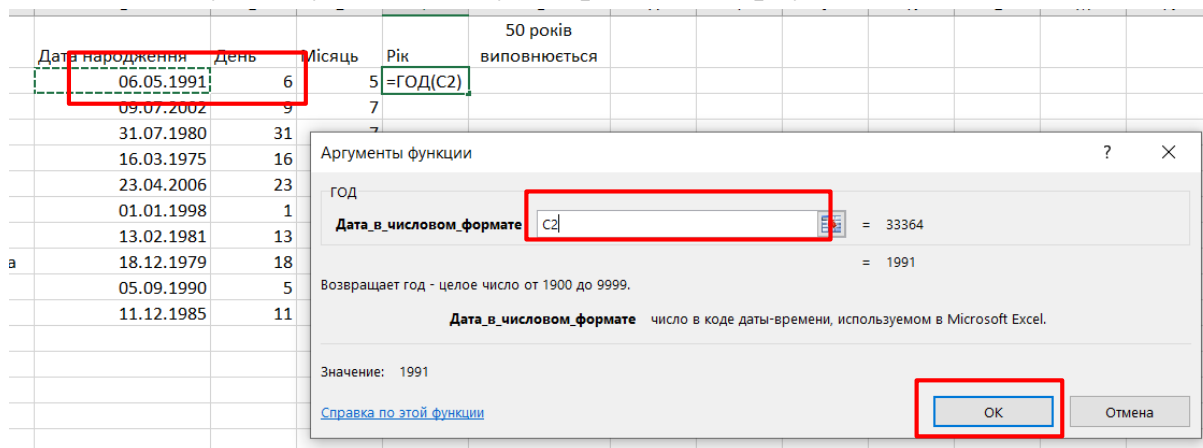 50 років
Дата народження День Місяць Рік виповнюється
06.05.1991 6 5 =ГОД(C2)
09.07.2002 9 7
31.07.1980 31 7
16.03.1975 16
23.04.2006 23
01.01.1998 1
13.02.1981 13
а 18.12.1979 18
05.09.1990 5
11.12.1985 11
Аргументы функции ? ×
ГОД
Дата_в_числовом_формате C2 = 33364
= 1991
Возвращает год - целое число от 1900 до 9999.
Дата_в_числовом_формате число в коде даты-времени, используемом в Microsoft Excel.
Значение: 1991
Справка по этой функции ОК Отмена